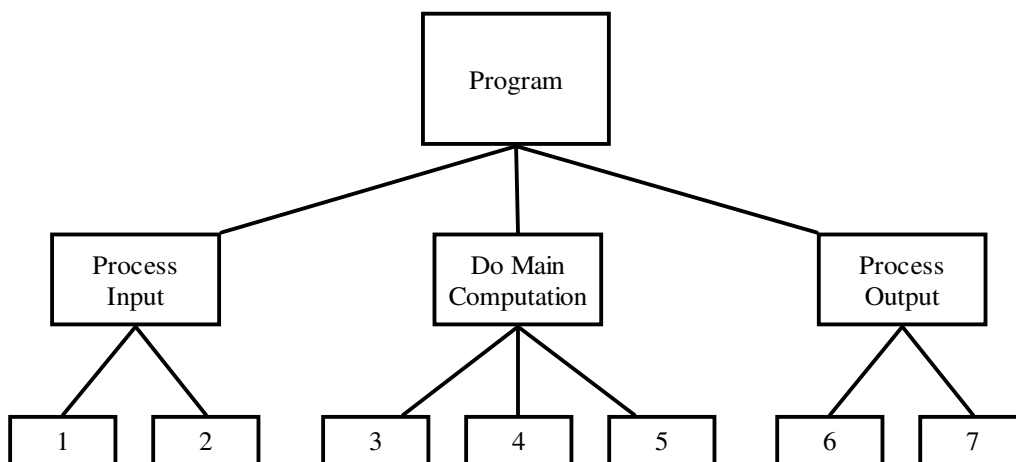 Program
Process
Input
Do Main
Computation
Process
Output
1
2
3
4
5
6
7